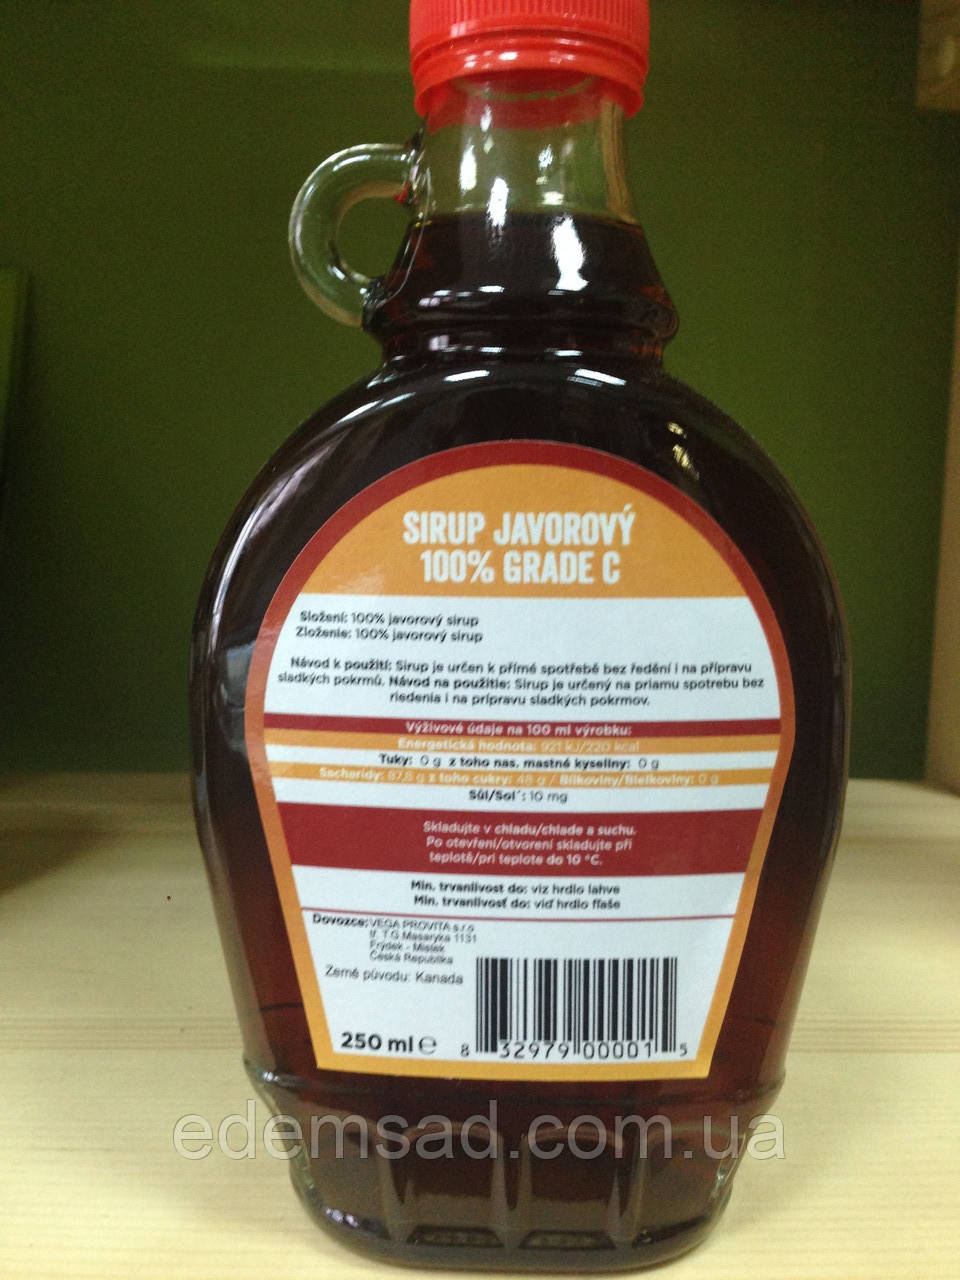 SIRUP JAVOROVÝ
100% GRADE C
Složení: 100% javorový sirup
Zloženie: 100% javorový sirup
Návod k použití: Sirup je určen k přímé spotřebě bez ředění i na přípravu
sladkých pokrmů. Návod na použitie: Sirup je určený na priamu spotrebu bez
riedenia i na prípravu sladkých pokrmov.
Výživové údaje na 100 ml výrobku:
Energetická hodnota: 921 kJ/220 kcal
Tuky: 0 g z toho nas. mastné kyseliny: 0 g
Sacharidy: 87,8 g z toho cukry: 48 g / Bílkoviny/Bielkoviny: 0 g
Sůl/Sol´: 10 mg
Skladujte v chladu/chlade a suchu.
Po otevření/otvorení skladujte při
teplotě/pri teplote do 10 °C.
Min. trvanlivost do: viz hrdlo lahve
Min. trvanlivosť do: viď hrdlo fľaše
Dovozce: VEGA PROVITA s.r.o
tř. T.G.Masaryka 1131
Frýdek - Místek
Česká Republika
Země původu: Kanada
250 ml e
8 32979 00001 5
edemsad.com.ua